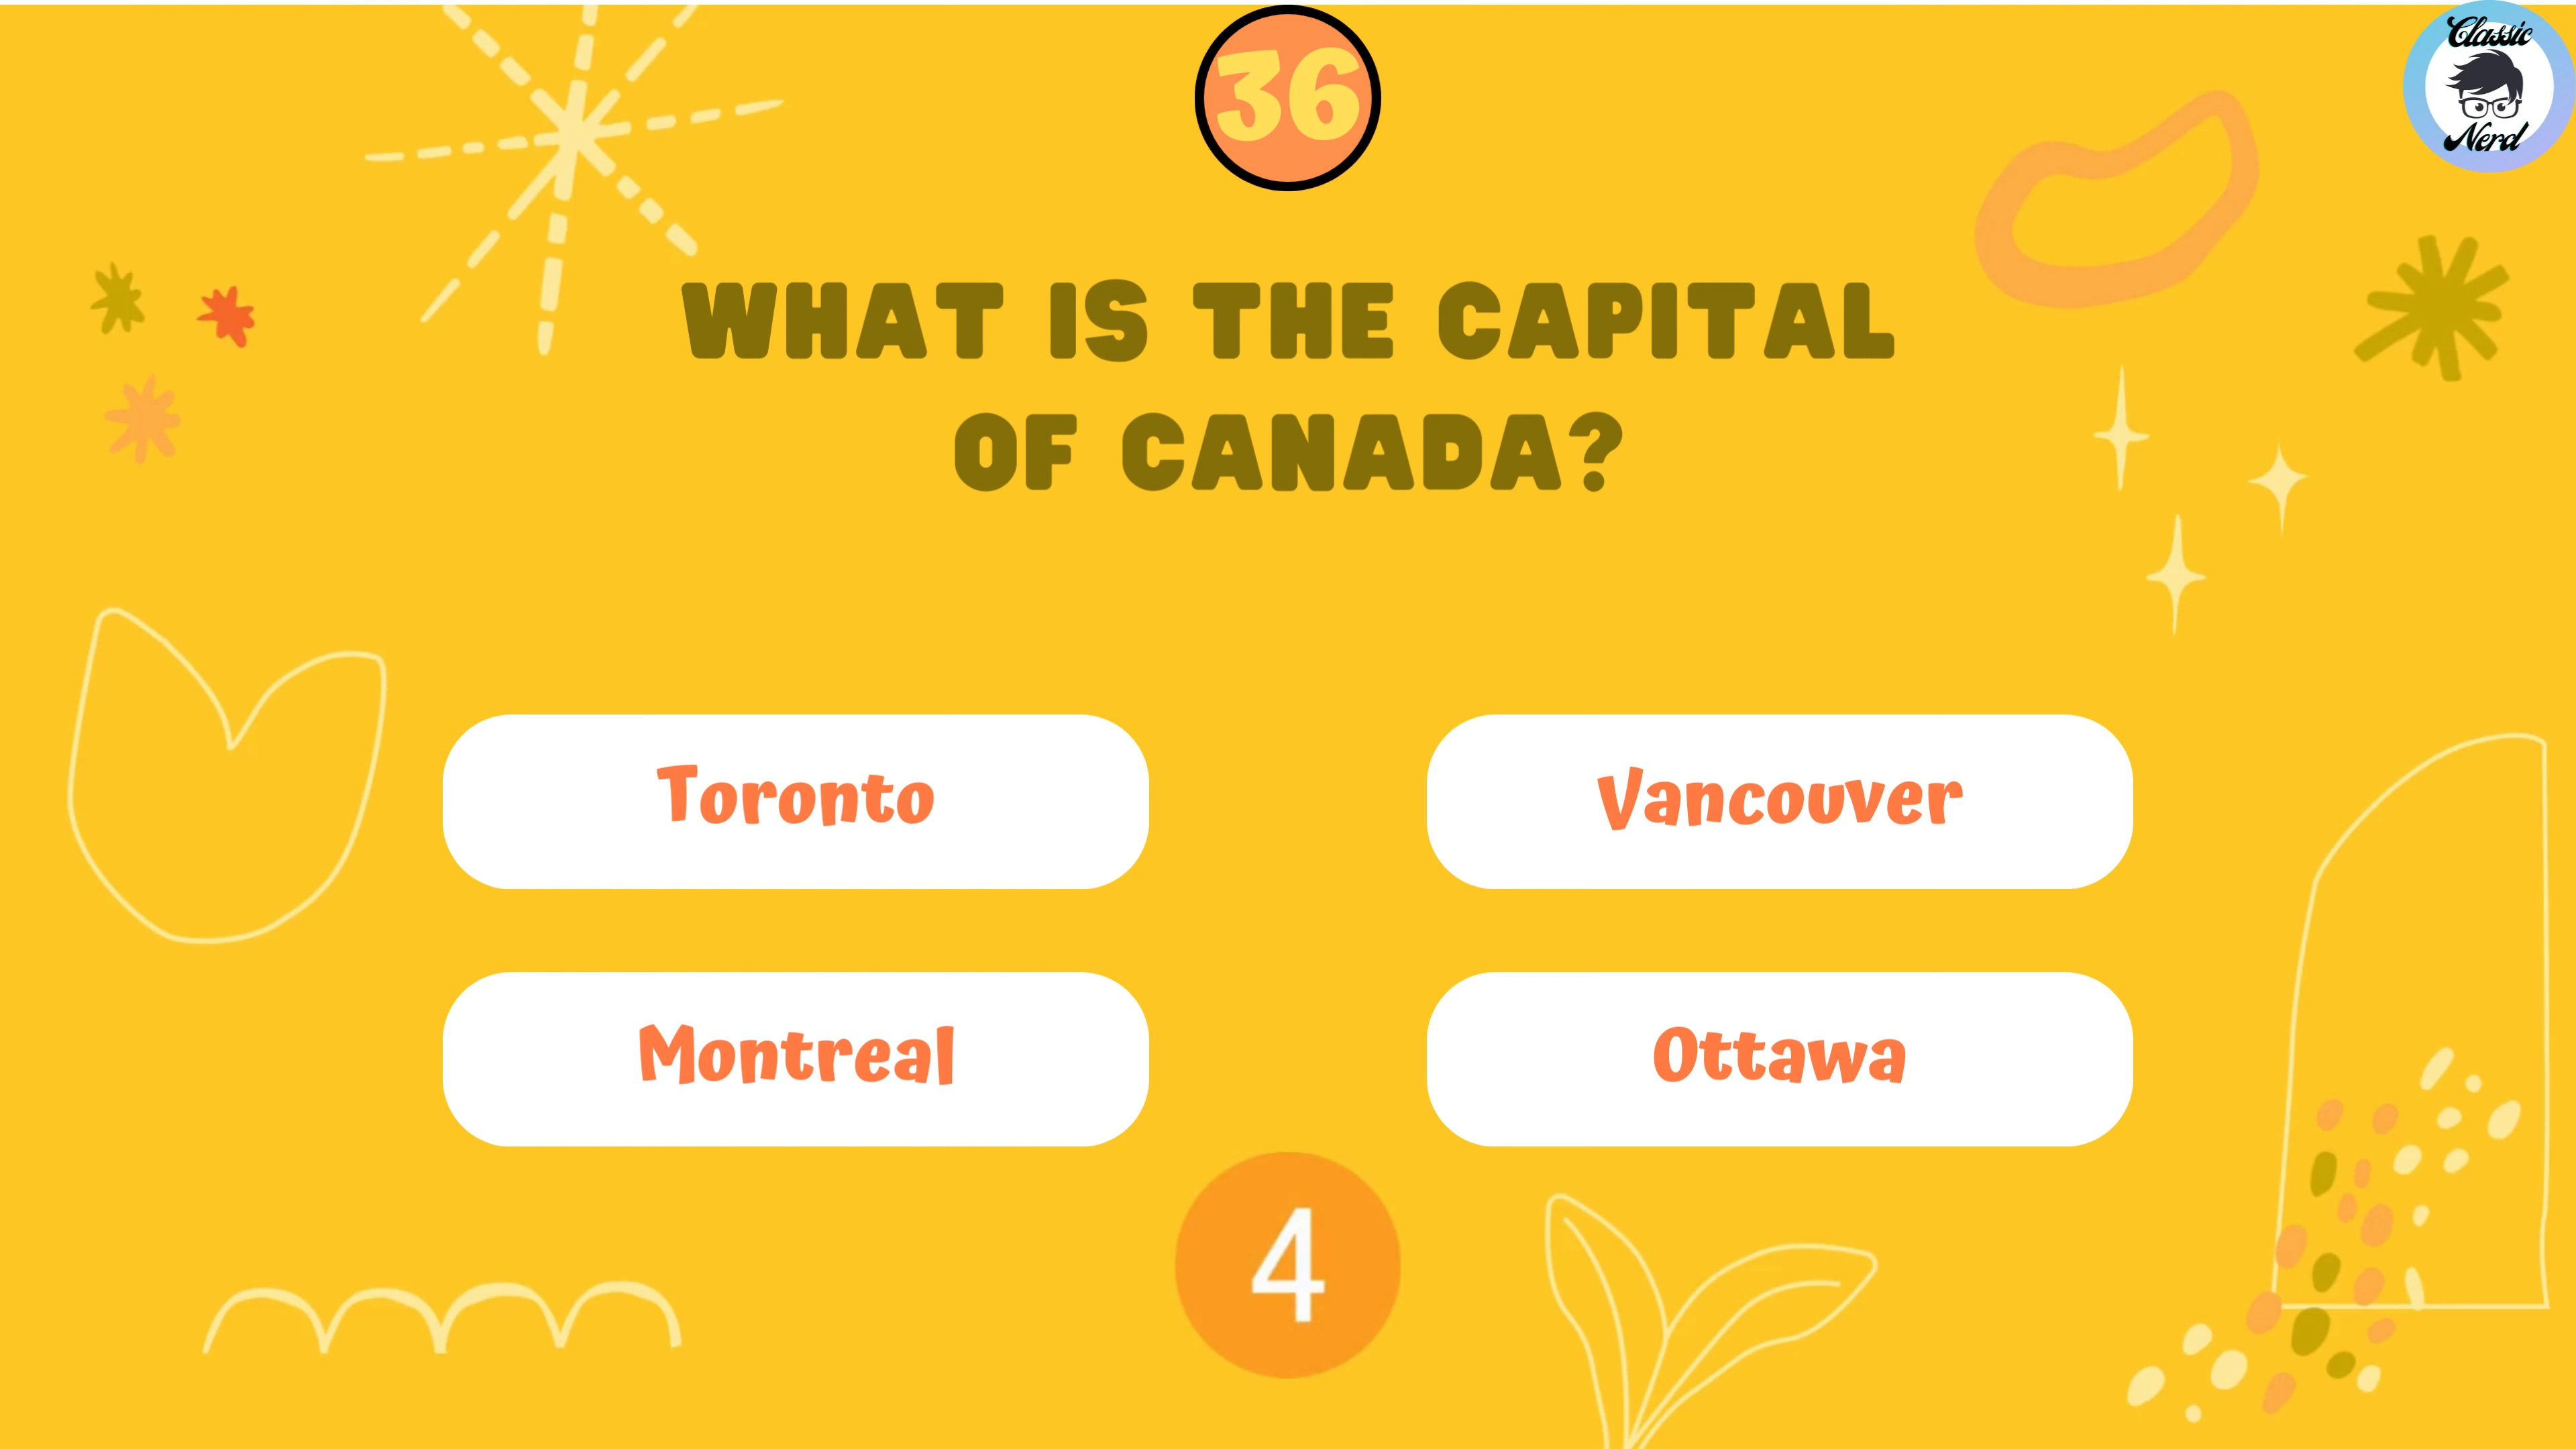 36
Classic
Nerd
WHAT IS THE CAPITAL
OF CANADA?
Toronto
Vancouver
Montreal
Ottawa
4